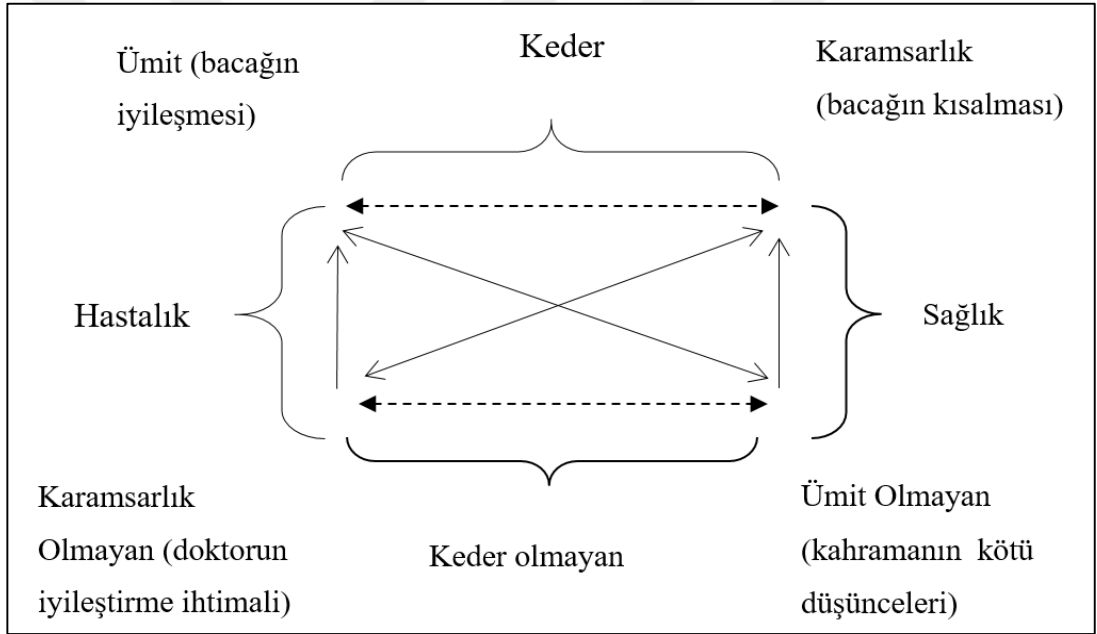 Ümit (bacağın
iyileşmesi)
Keder
Karamsarlık
(bacağın kısalması)
Hastalık
Sağlık
Karamsarlık
Olmayan (doktorun
iyileştirme ihtimali)
Keder olmayan
Ümit Olmayan
(kahramanın kötü
düşünceleri)